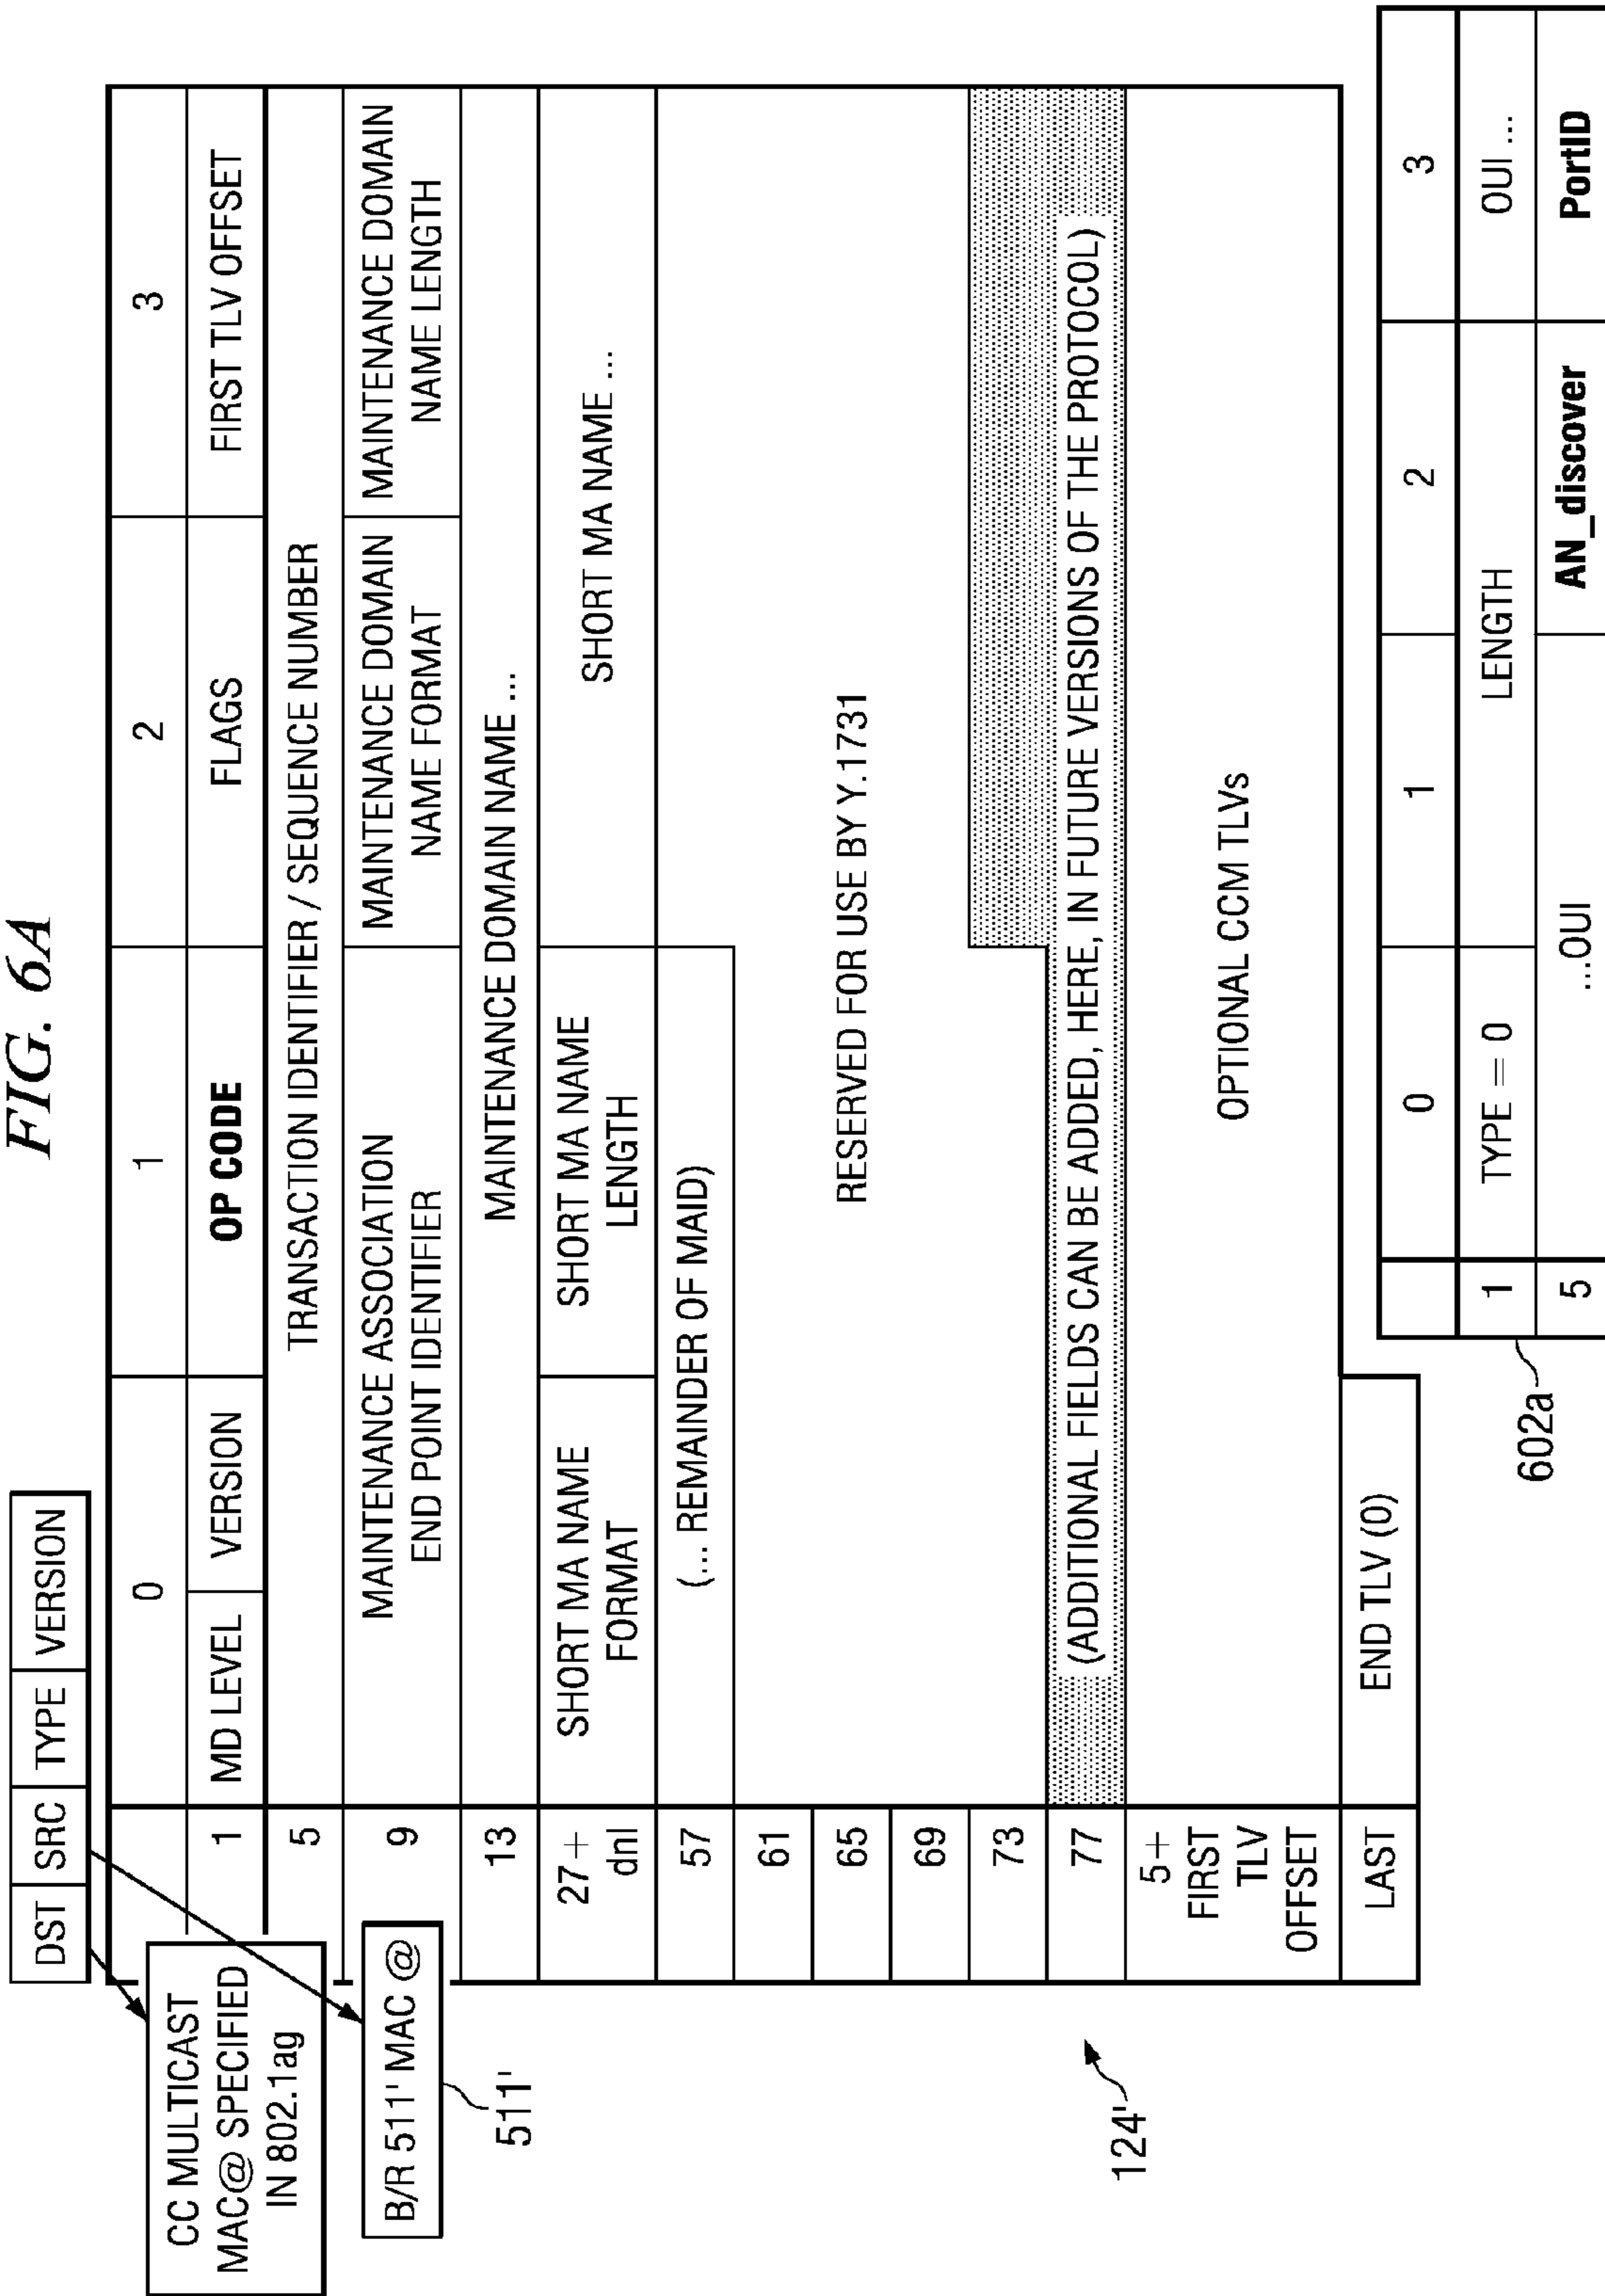 FIG. 6A
DST SRC TYPE VERSION
CC MULTICAST
MAC@ SPECIFIED
IN 802.1ag
B/R 511' MAC @
511'
124'
0 1 2 3
1 MD LEVEL VERSION OP CODE FLAGS FIRST TLV OFFSET
5 TRANSACTION IDENTIFIER / SEQUENCE NUMBER
9 MAINTENANCE ASSOCIATION
END POINT IDENTIFIER
MAINTENANCE DOMAIN
NAME FORMAT
MAINTENANCE DOMAIN
NAME LENGTH
13 MAINTENANCE DOMAIN NAME ...
27+
dnl
SHORT MA NAME
FORMAT
SHORT MA NAME
LENGTH
SHORT MA NAME ...
57 (... REMAINDER OF MAID)
61
65
69
73
RESERVED FOR USE BY Y.1731
77 (ADDITIONAL FIELDS CAN BE ADDED, HERE, IN FUTURE VERSIONS OF THE PROTOCOL)
5+
FIRST
TLV
OFFSET
OPTIONAL CCM TLVs
LAST END TLV (0)
602a
0 1 2 3
1 TYPE = 0 LENGTH OUI ...
5 ...OUI AN_discover PortID